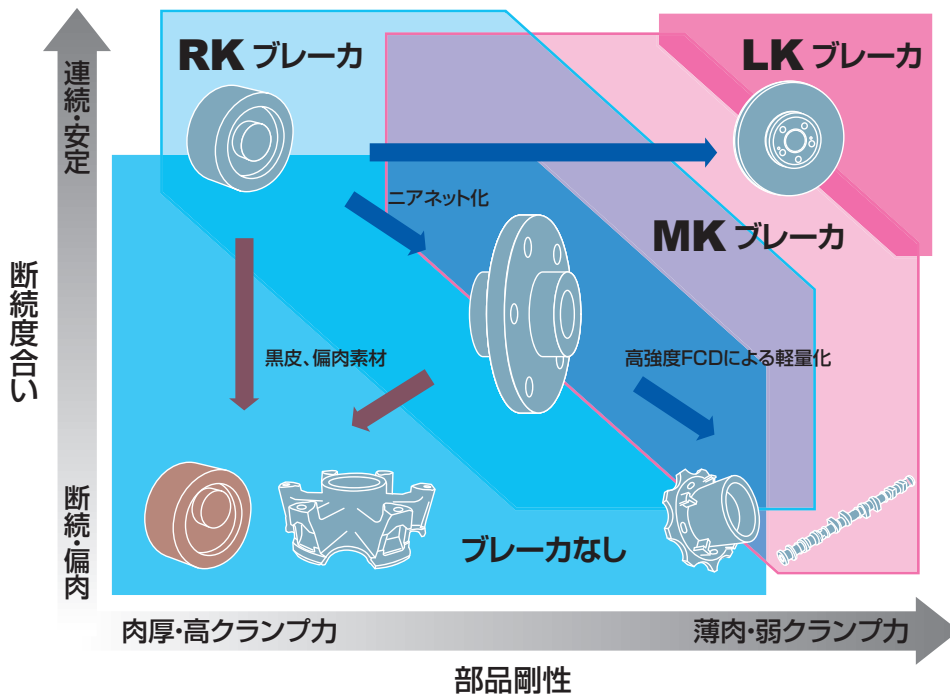 RK ブレーカ
LK ブレーカ
連続・安定
ニアネット化
MK ブレーカ
断続度合い
黒皮、偏肉素材
高強度FCDによる軽量化
断続・偏肉
ブレーカなし
肉厚・高クランプ力
薄肉・弱クランプ力
部品剛性